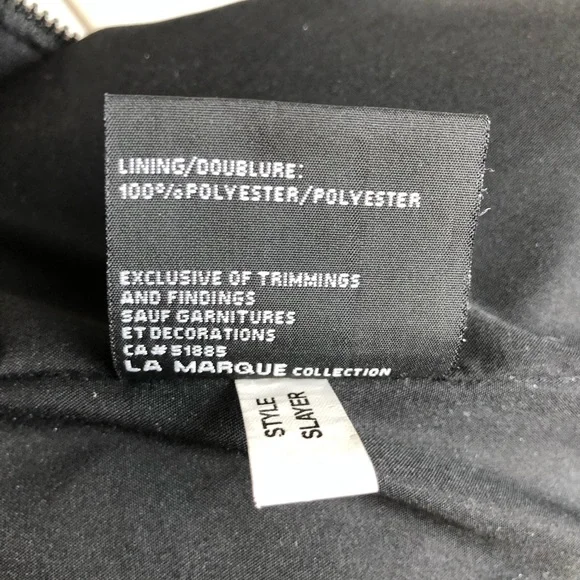 LINING/DOUBLURE:
100% POLYESTER/POLYESTER
EXCLUSIVE OF TRIMMINGS
AND FINDINGS
SAUF GARNITURES
ET DECORATIONS
CA# 51885
LA MARQUE COLLECTION
STYLE
SLAYER